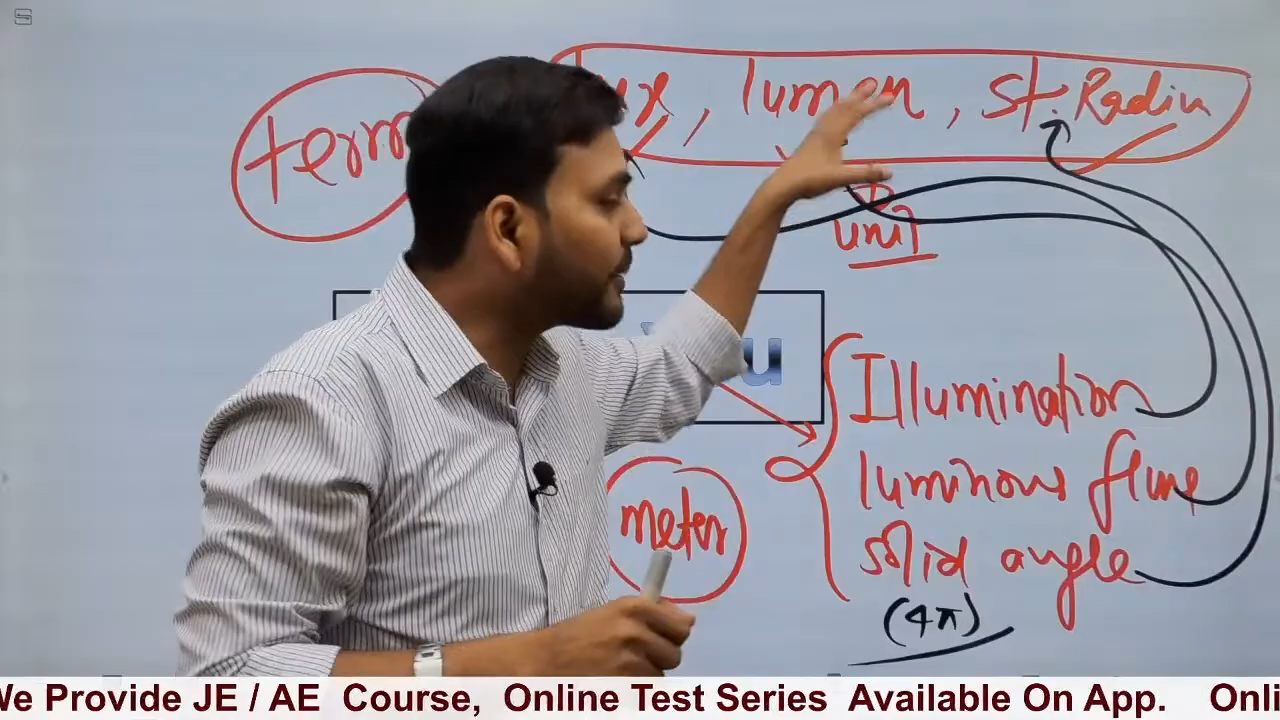 ux, lumen, st. Radin
term
unit
u
Illumination
luminous flux
meter
solid angle
(4π)
We Provide JE / AE Course, Online Test Series Available On App. Onli